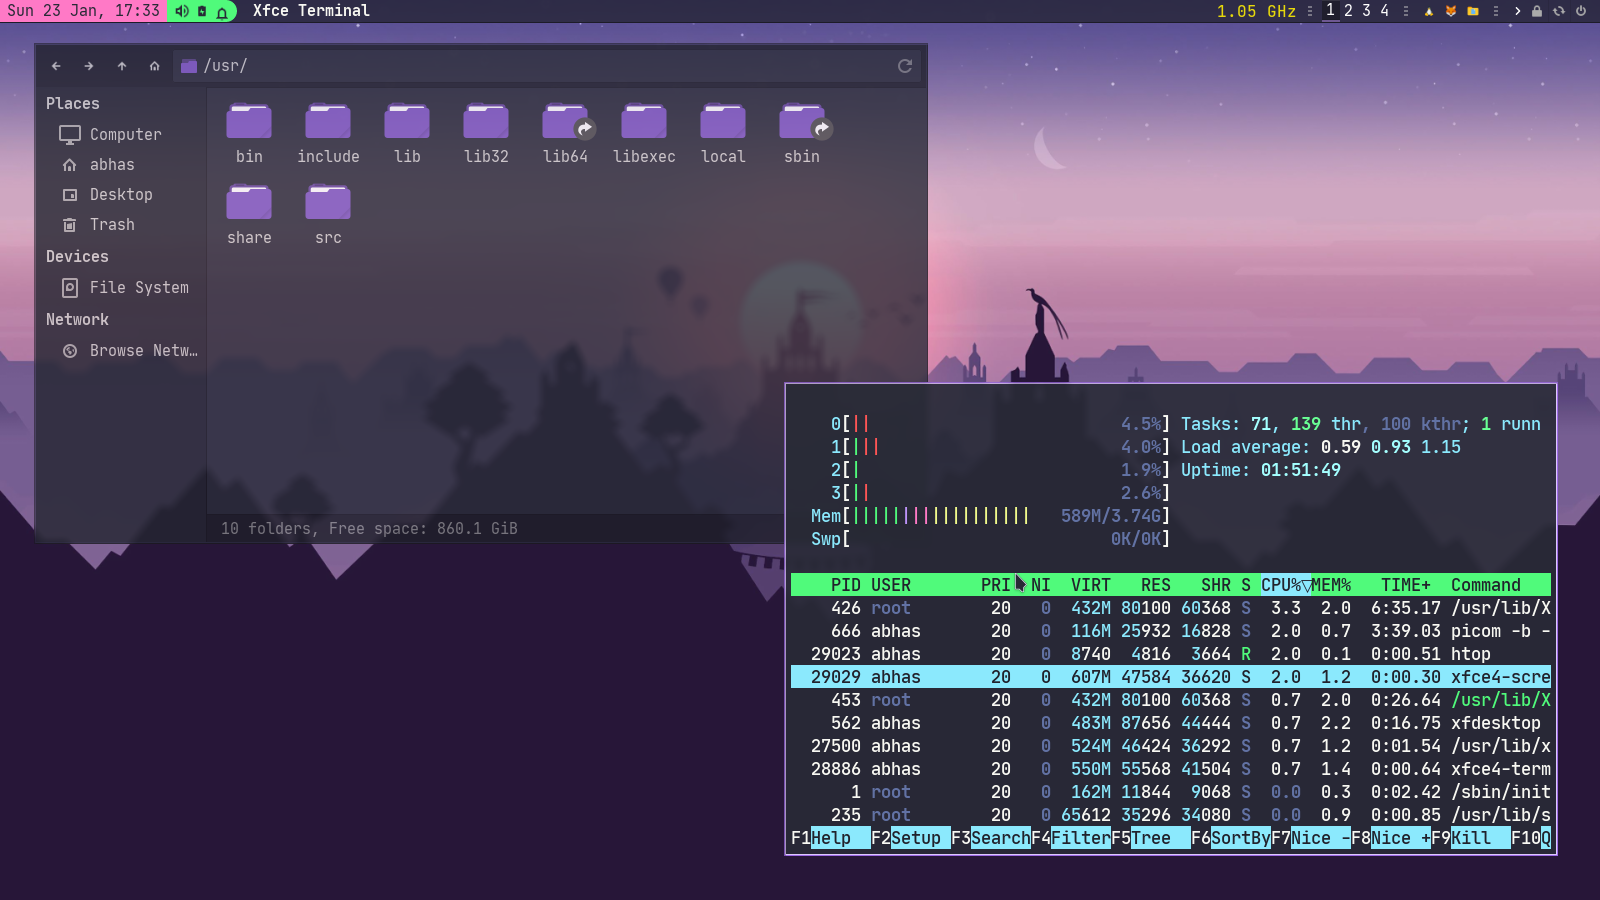 Sun 23 Jan, 17:33 Xfce Terminal 1.05 GHz 1 2 3 4
/usr/
Places
Computer
abhas
Desktop
Trash
Devices
File System
Network
Browse Netw…
bin include lib lib32 lib64 libexec local sbin
share src
10 folders, Free space: 860.1 GiB
0[|| 4.5%] Tasks: 71, 139 thr, 100 kthr; 1 runn
1[||| 4.0%] Load average: 0.59 0.93 1.15
2[| 1.9%] Uptime: 01:51:49
3[|| 2.6%]
Mem[|||||||||||||||||| 589M/3.74G]
Swp[ 0K/0K]
PID USER PRI NI VIRT RES SHR S CPU%▽MEM% TIME+ Command
426 root 20 0 432M 80100 60368 S 3.3 2.0 6:35.17 /usr/lib/X
666 abhas 20 0 116M 25932 16828 S 2.0 0.7 3:39.03 picom -b -
29023 abhas 20 0 8740 4816 3664 R 2.0 0.1 0:00.51 htop
29029 abhas 20 0 607M 47584 36620 S 2.0 1.2 0:00.30 xfce4-scre
453 root 20 0 432M 80100 60368 S 0.7 2.0 0:26.64 /usr/lib/X
562 abhas 20 0 483M 87656 44444 S 0.7 2.2 0:16.75 xfdesktop
27500 abhas 20 0 524M 46424 36292 S 0.7 1.2 0:01.54 /usr/lib/x
28886 abhas 20 0 550M 55568 41504 S 0.7 1.4 0:00.64 xfce4-term
1 root 20 0 162M 11844 9068 S 0.0 0.3 0:02.42 /sbin/init
235 root 20 0 65612 35296 34080 S 0.0 0.9 0:00.85 /usr/lib/s
F1Help F2Setup F3SearchF4FilterF5Tree F6SortByF7Nice -F8Nice +F9Kill F10Q